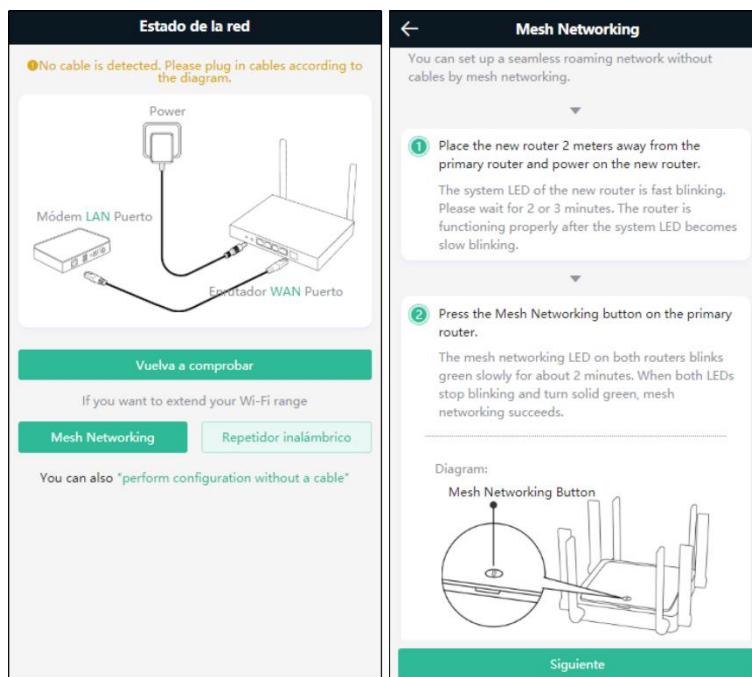 Estado de la red
No cable is detected. Please plug in cables according to
the diagram.
Power
Módem LAN Puerto
Enrutador WAN Puerto
Vuelva a comprobar
If you want to extend your Wi-Fi range
Mesh Networking
Repetidor inalámbrico
You can also "perform configuration without a cable"
Mesh Networking
You can set up a seamless roaming network without
cables by mesh networking.
1 Place the new router 2 meters away from the
primary router and power on the new router.
The system LED of the new router is fast blinking.
Please wait for 2 or 3 minutes. The router is
functioning properly after the system LED becomes
slow blinking.
2 Press the Mesh Networking button on the primary
router.
The mesh networking LED on both routers blinks
green slowly for about 2 minutes. When both LEDs
stop blinking and turn solid green, mesh
networking succeeds.
Diagram:
Mesh Networking Button
Siguiente